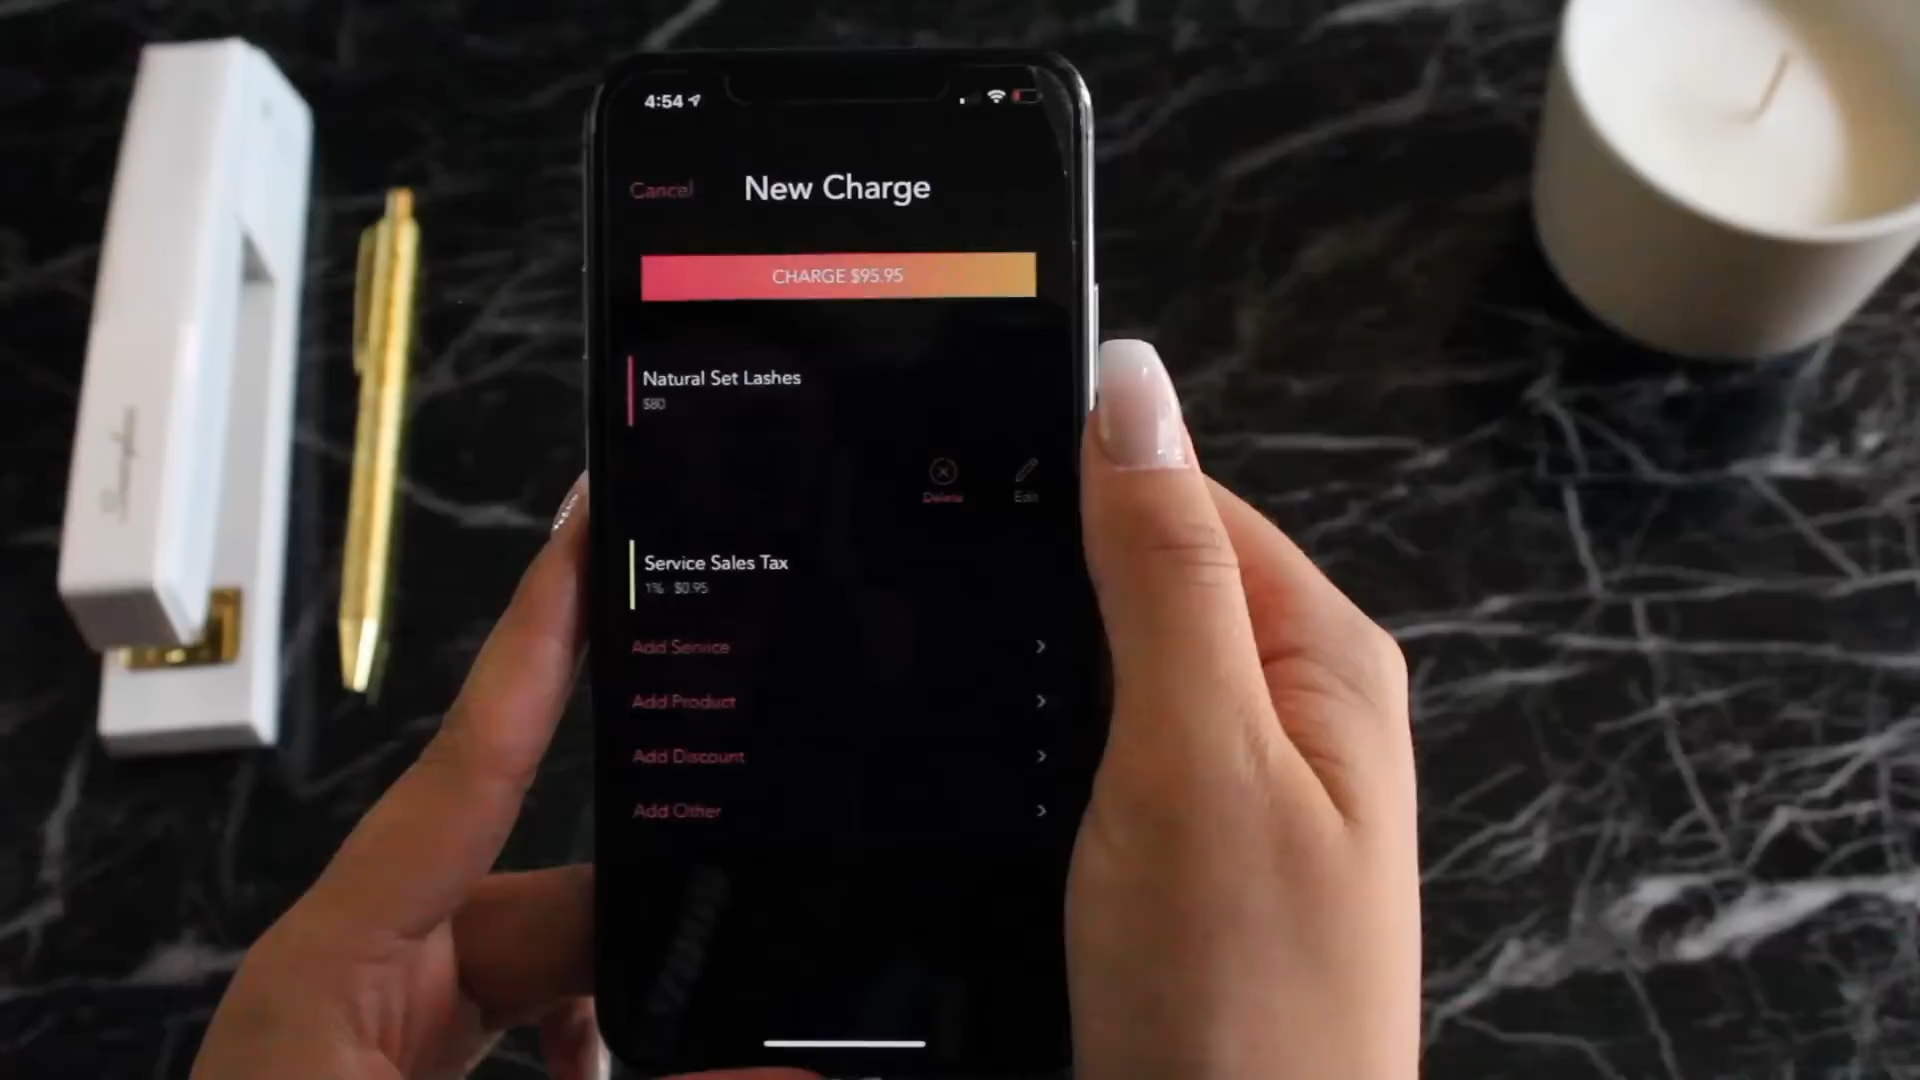 4:54
Cancel
New Charge
CHARGE $95.95
Natural Set Lashes
$80
Delete
Edit
Service Sales Tax
1% $0.95
Add Service
Add Product
Add Discount
Add Other